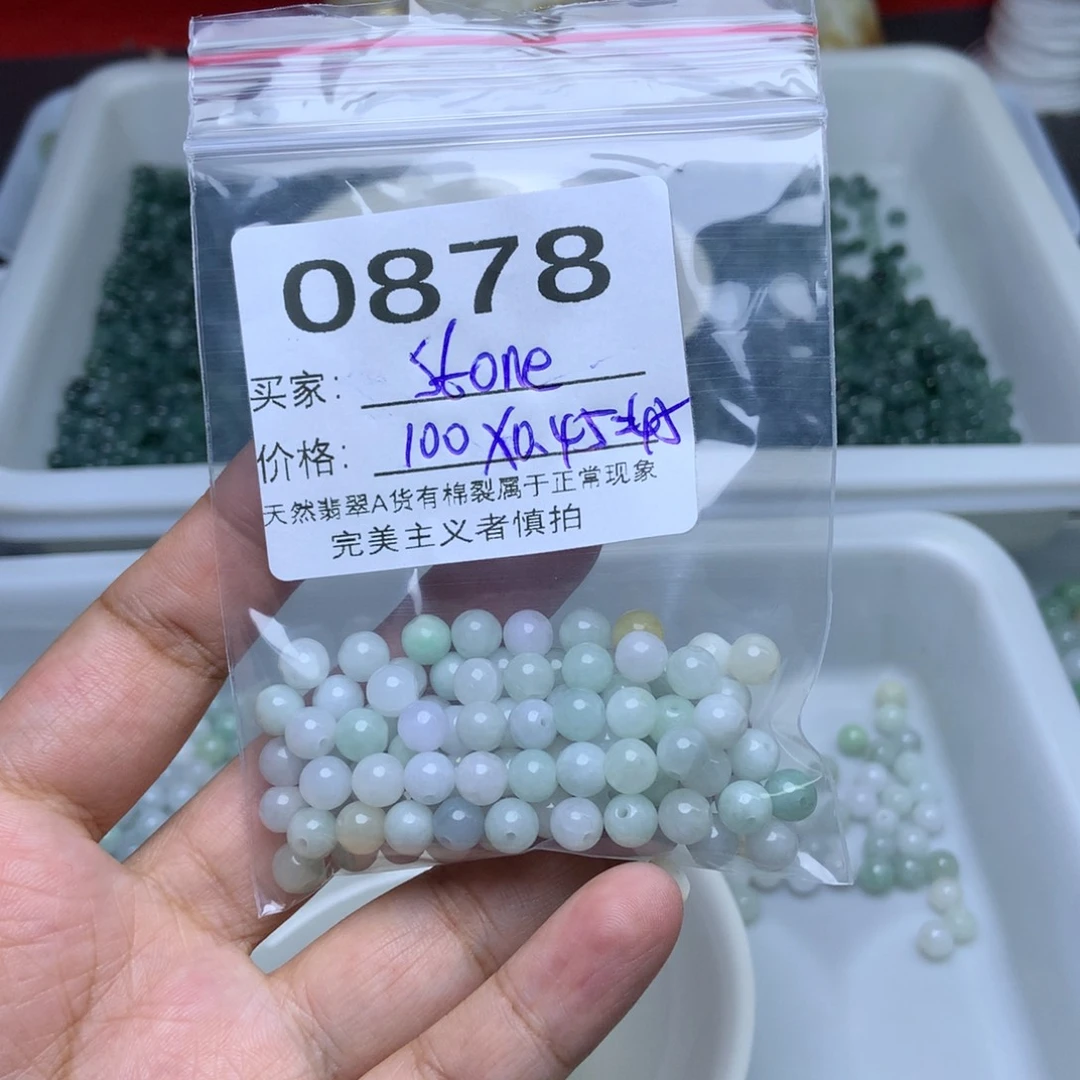 0878
买家: stone
价格: 100X0.45=45
天然翡翠A货有棉裂属于正常现象
完美主义者慎拍